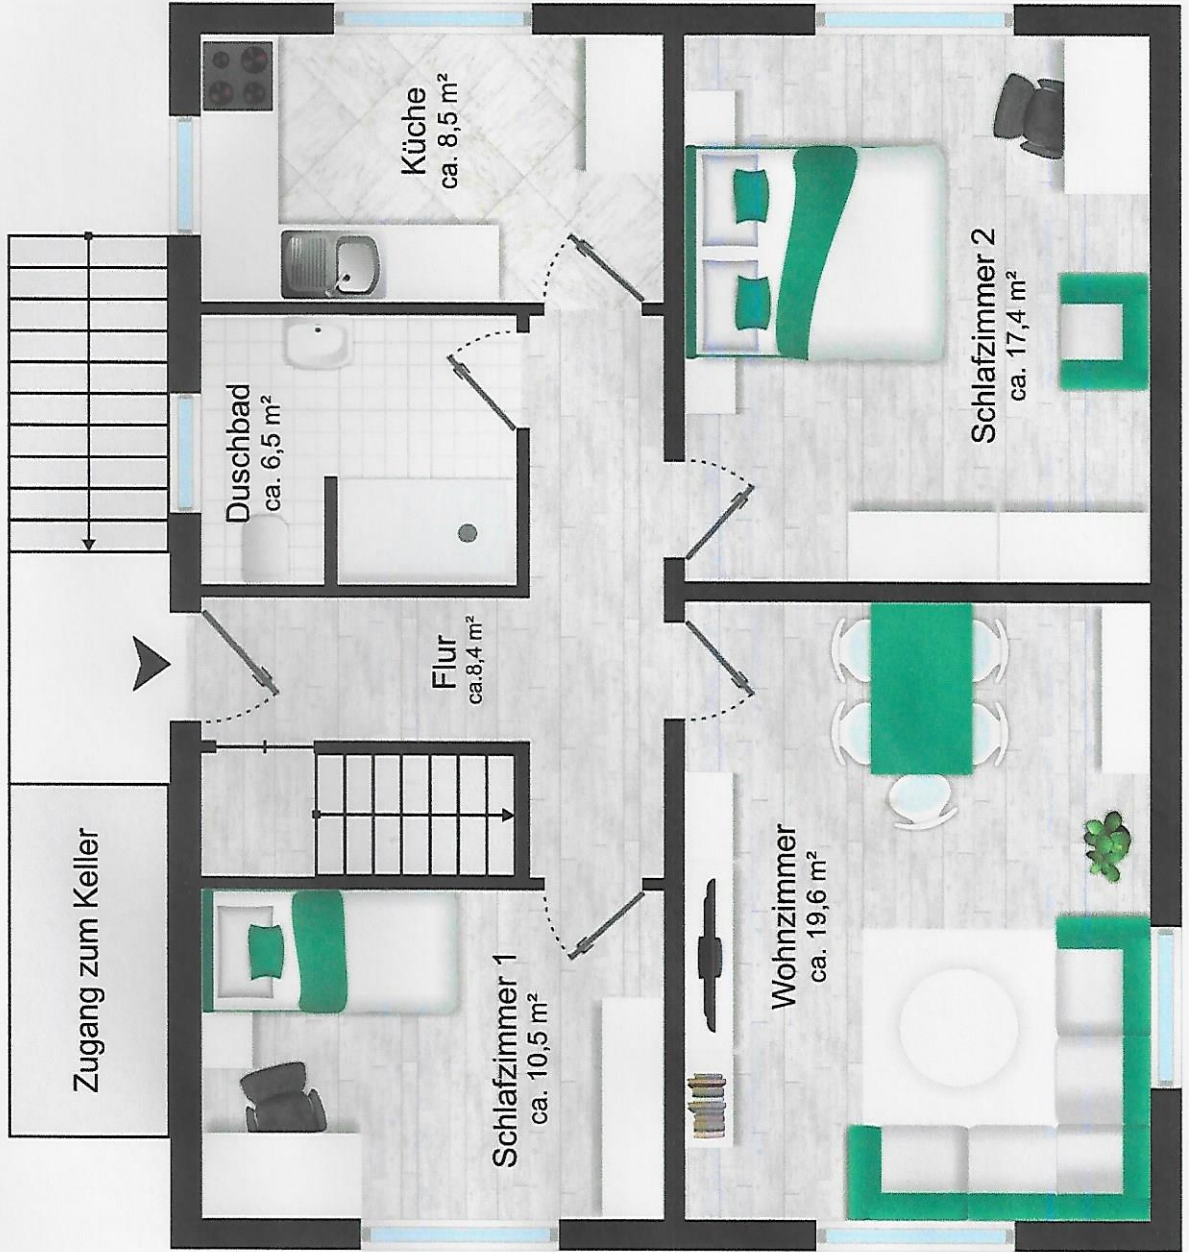 Küche
ca. 8,5 m²
Duschbad
ca. 6,5 m²
Schlafzimmer 2
ca. 17,4 m²
Flur
ca.8,4 m²
Zugang zum Keller
Schlafzimmer 1
ca. 10,5 m²
Wohnzimmer
ca. 19,6 m²